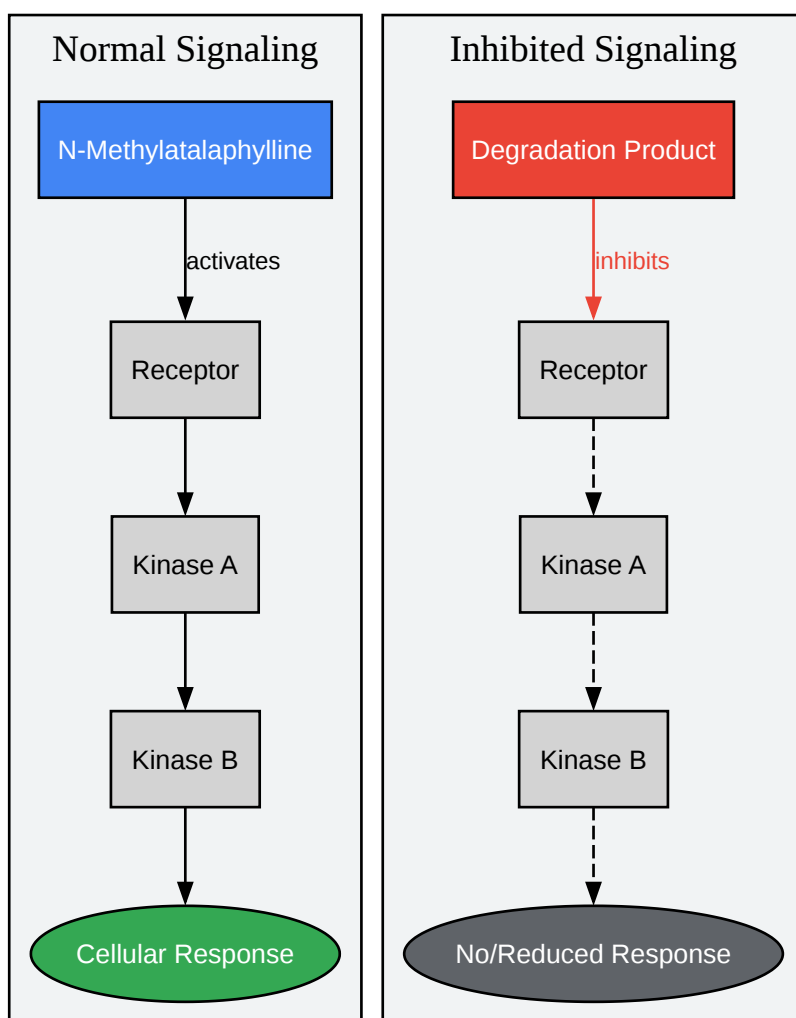 Normal Signaling
N-Methylatalaphylline
activates
Receptor
Kinase A
Kinase B
Cellular Response
Inhibited Signaling
Degradation Product
inhibits
Receptor
Kinase A
Kinase B
No/Reduced Response